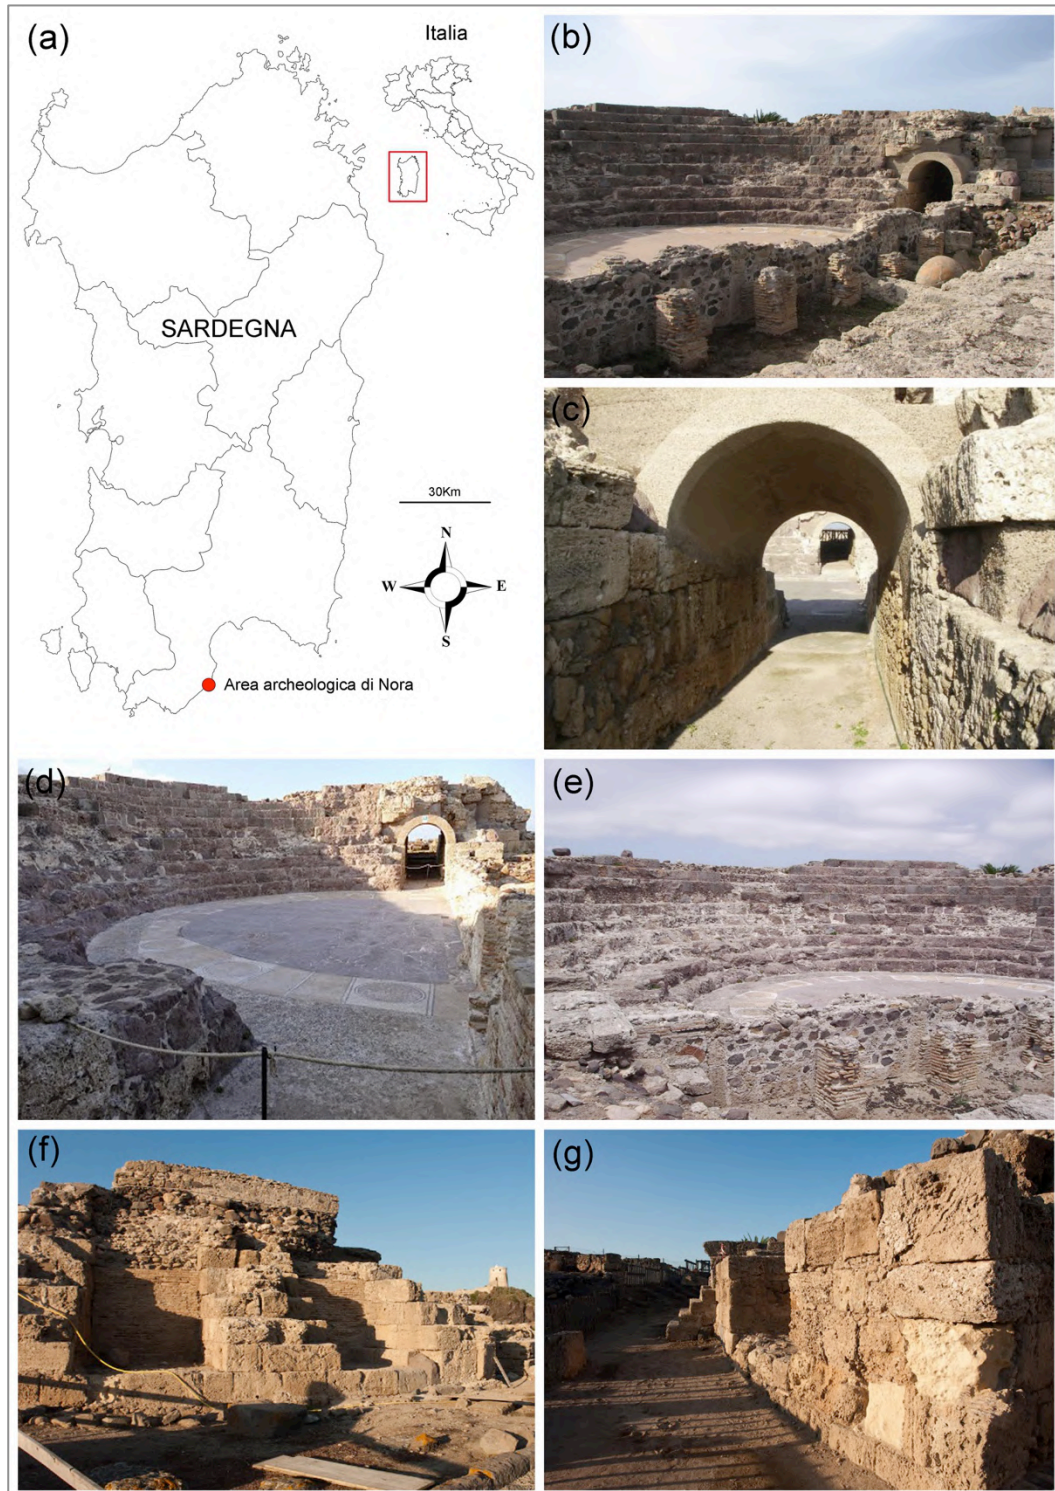 (a)
Italia
SARDEGNA
30Km
N
W
E
S
Area archeologica di Nora
(b)
(c)
(d)
(e)
(f)
(g)